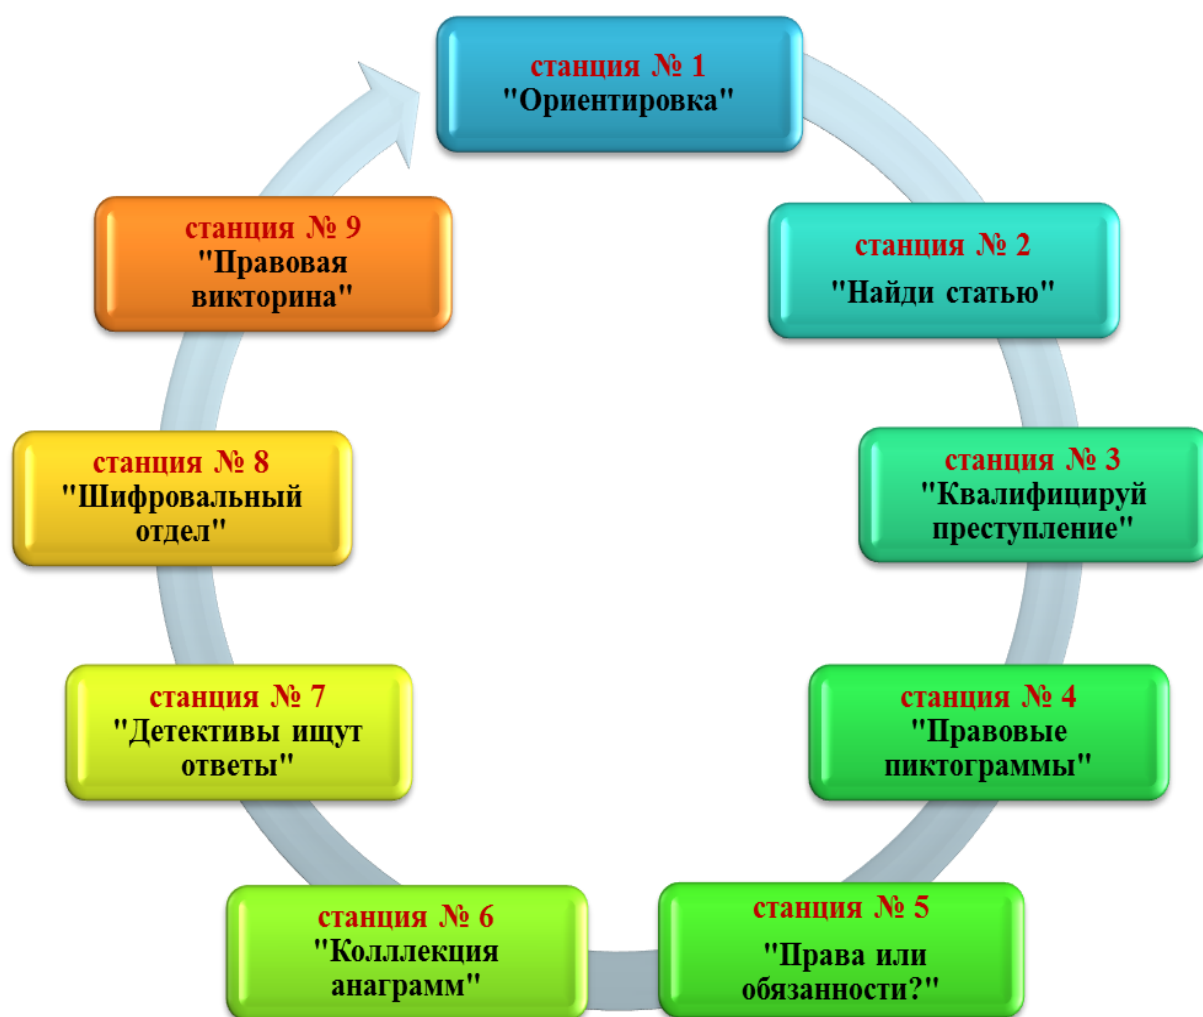 станция № 1
"Ориентировка"
станция № 2
"Найди статью"
станция № 3
"Квалифицируй
преступление"
станция № 4
"Правовые
пиктограммы"
станция № 5
"Права или
обязанности?"
станция № 6
"Колллекция
анаграмм"
станция № 7
"Детективы ищут
ответы"
станция № 8
"Шифровальный
отдел"
станция № 9
"Правовая
викторина"